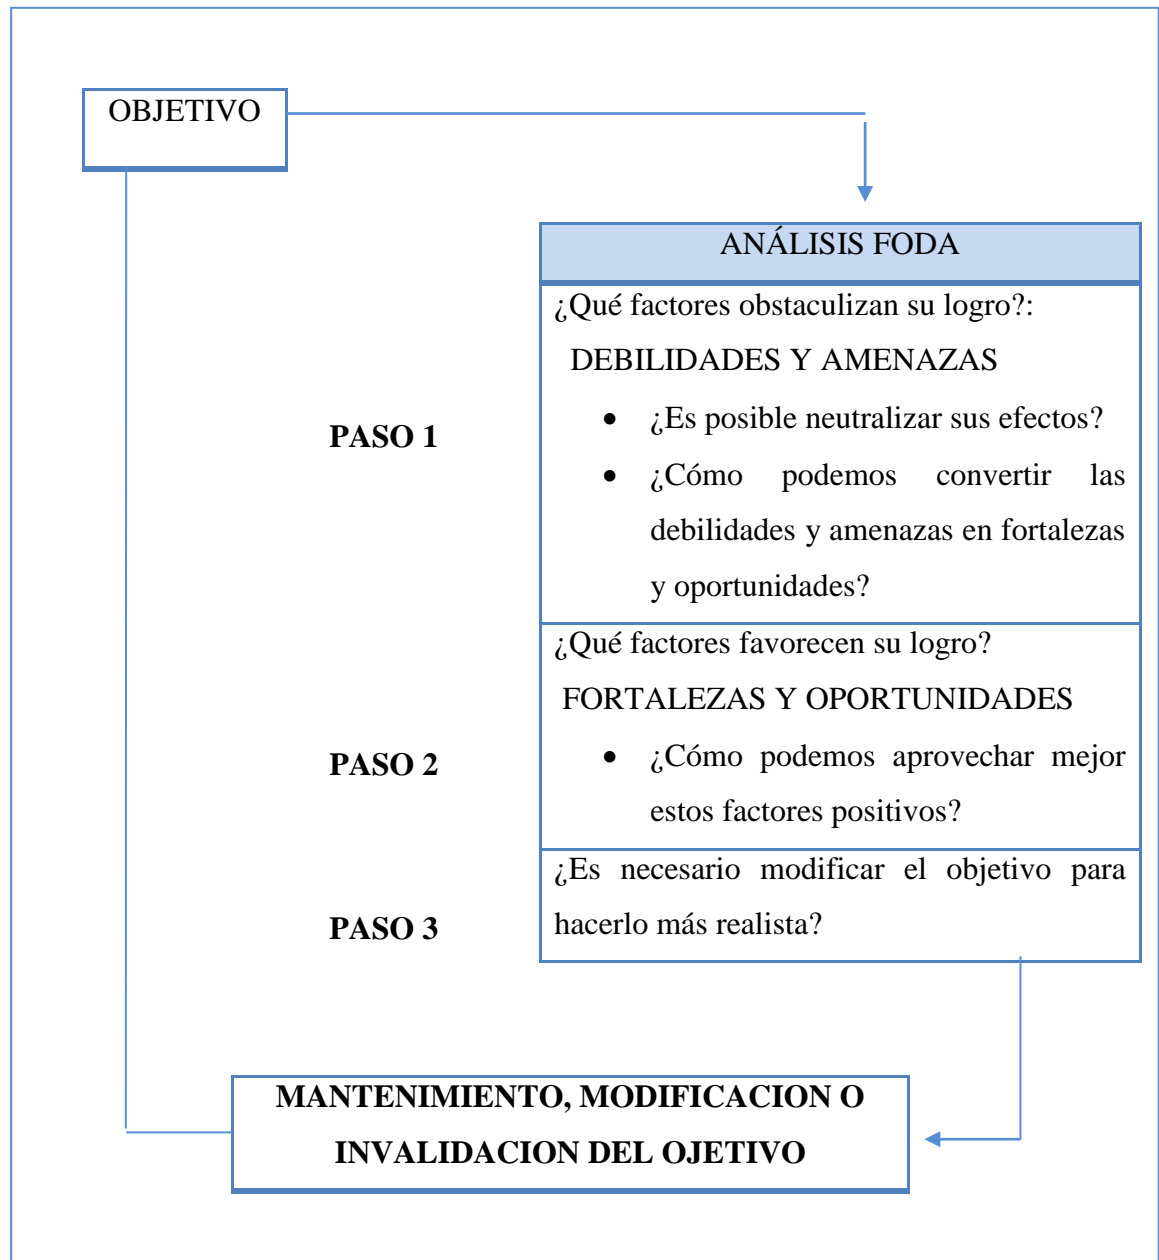 OBJETIVO
ANÁLISIS FODA
¿Qué factores obstaculizan su logro?:
DEBILIDADES Y AMENAZAS
PASO 1
• ¿Es posible neutralizar sus efectos?
• ¿Cómo podemos convertir las
debilidades y amenazas en fortalezas
y oportunidades?
¿Qué factores favorecen su logro?
FORTALEZAS Y OPORTUNIDADES
PASO 2
• ¿Cómo podemos aprovechar mejor
estos factores positivos?
¿Es necesario modificar el objetivo para
PASO 3
hacerlo más realista?
MANTENIMIENTO, MODIFICACION O
INVALIDACION DEL OJETIVO